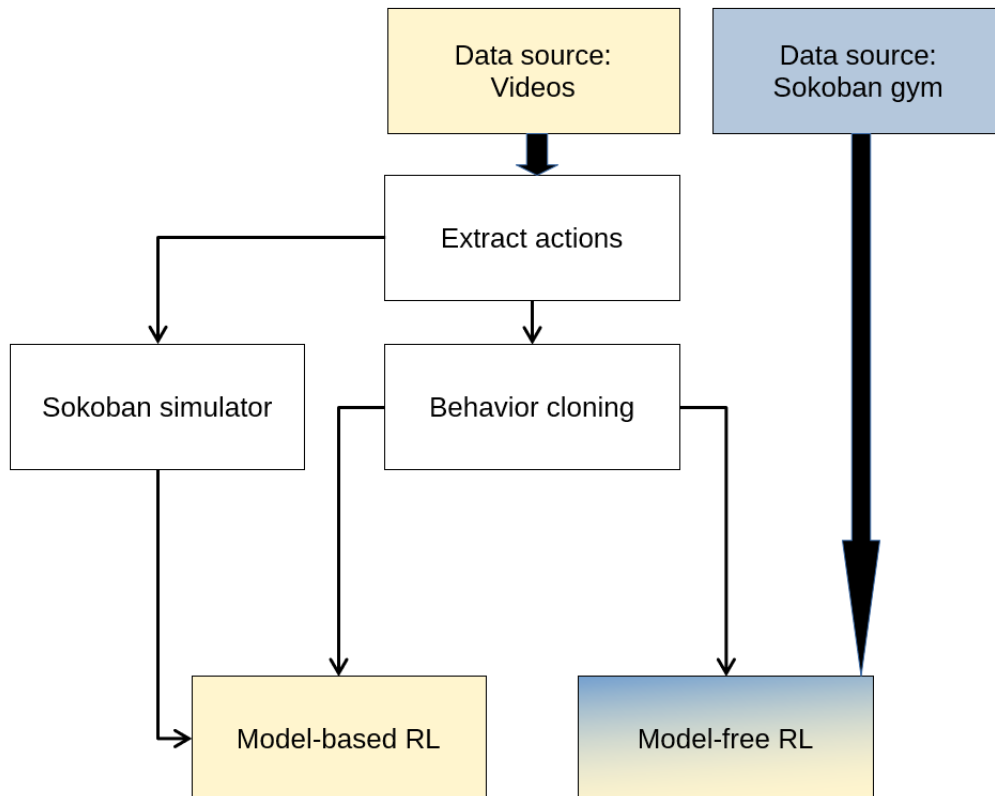 Data source:
Videos
Data source:
Sokoban gym
Extract actions
Sokoban simulator
Behavior cloning
Model-based RL
Model-free RL